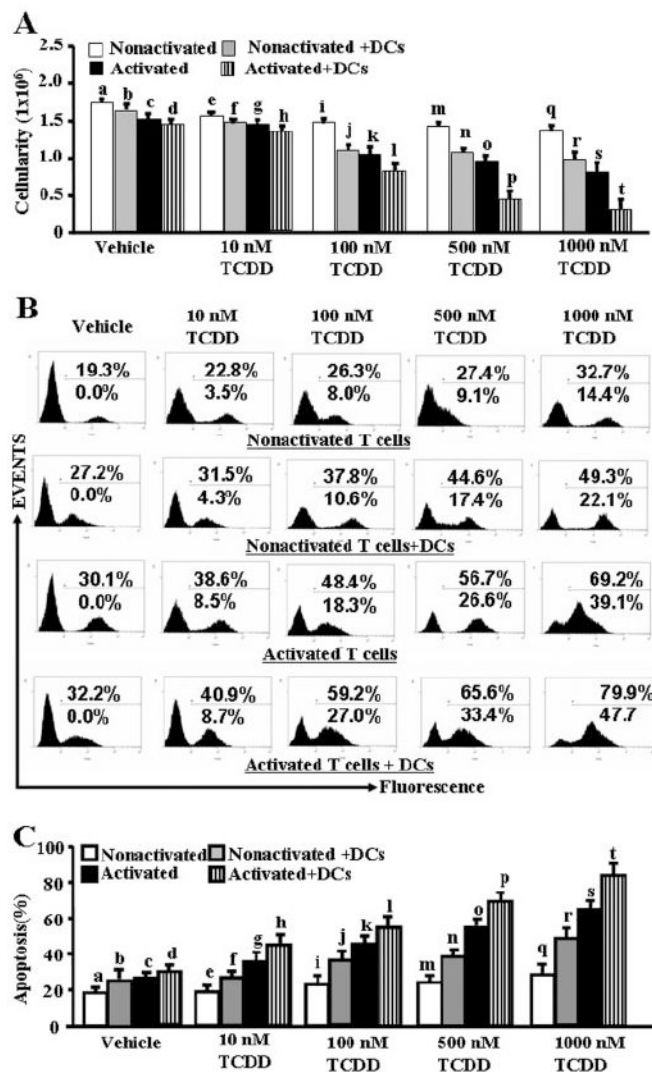 A
Nonactivated
Nonactivated +DCs
Activated
Activated+DCs
Cellularity (1x10⁶)
2.5
2.0
1.5
1.0
0.5
0
a b c d
e f g h
i j k l
m n o p
q r s t
Vehicle
10 nM
TCDD
100 nM
TCDD
500 nM
TCDD
1000 nM
TCDD
B
Vehicle
10 nM
TCDD
100 nM
TCDD
500 nM
TCDD
1000 nM
TCDD
EVENTS
19.3% 22.8% 26.3% 27.4% 32.7%
0.0% 3.5% 8.0% 9.1% 14.4%
Nonactivated T cells
27.2% 31.5% 37.8% 44.6% 49.3%
0.0% 4.3% 10.6% 17.4% 22.1%
Nonactivated T cells+DCs
30.1% 38.6% 48.4% 56.7% 69.2%
0.0% 8.5% 18.3% 26.6% 39.1%
Activated T cells
32.2% 40.9% 59.2% 65.6% 79.9%
0.0% 8.7% 27.0% 33.4% 47.7
Activated T cells + DCs
Fluorescence
C
Nonactivated
Nonactivated +DCs
Activated
Activated+DCs
Apoptosis(%)
100
80
60
40
20
0
a b c d
e f g h
i j k l
m n o p
q r s t
Vehicle
10 nM
TCDD
100 nM
TCDD
500 nM
TCDD
1000 nM
TCDD